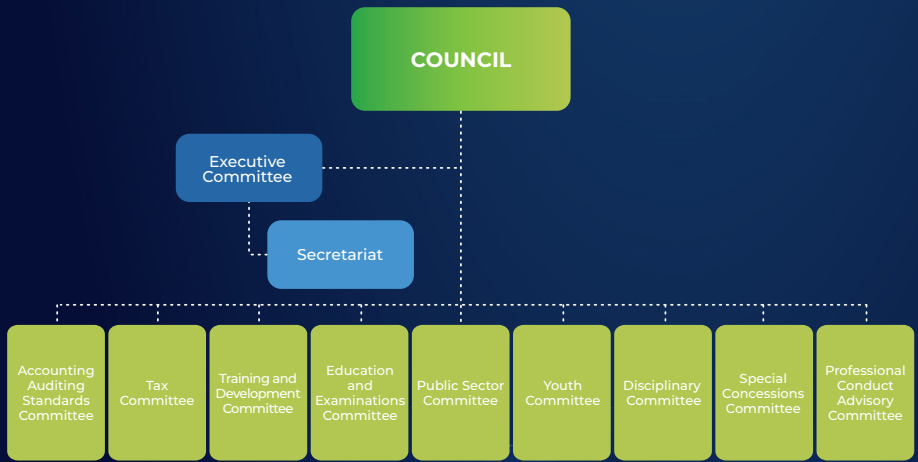 COUNCIL
Executive
Committee
Secretariat
Accounting
Auditing
Standards
Committee
Tax
Committee
Training and
Development
Committee
Education
and
Examinations
Committee
Public Sector
Committee
Youth
Committee
Disciplinary
Committee
Special
Concessions
Committee
Professional
Conduct
Advisory
Committee